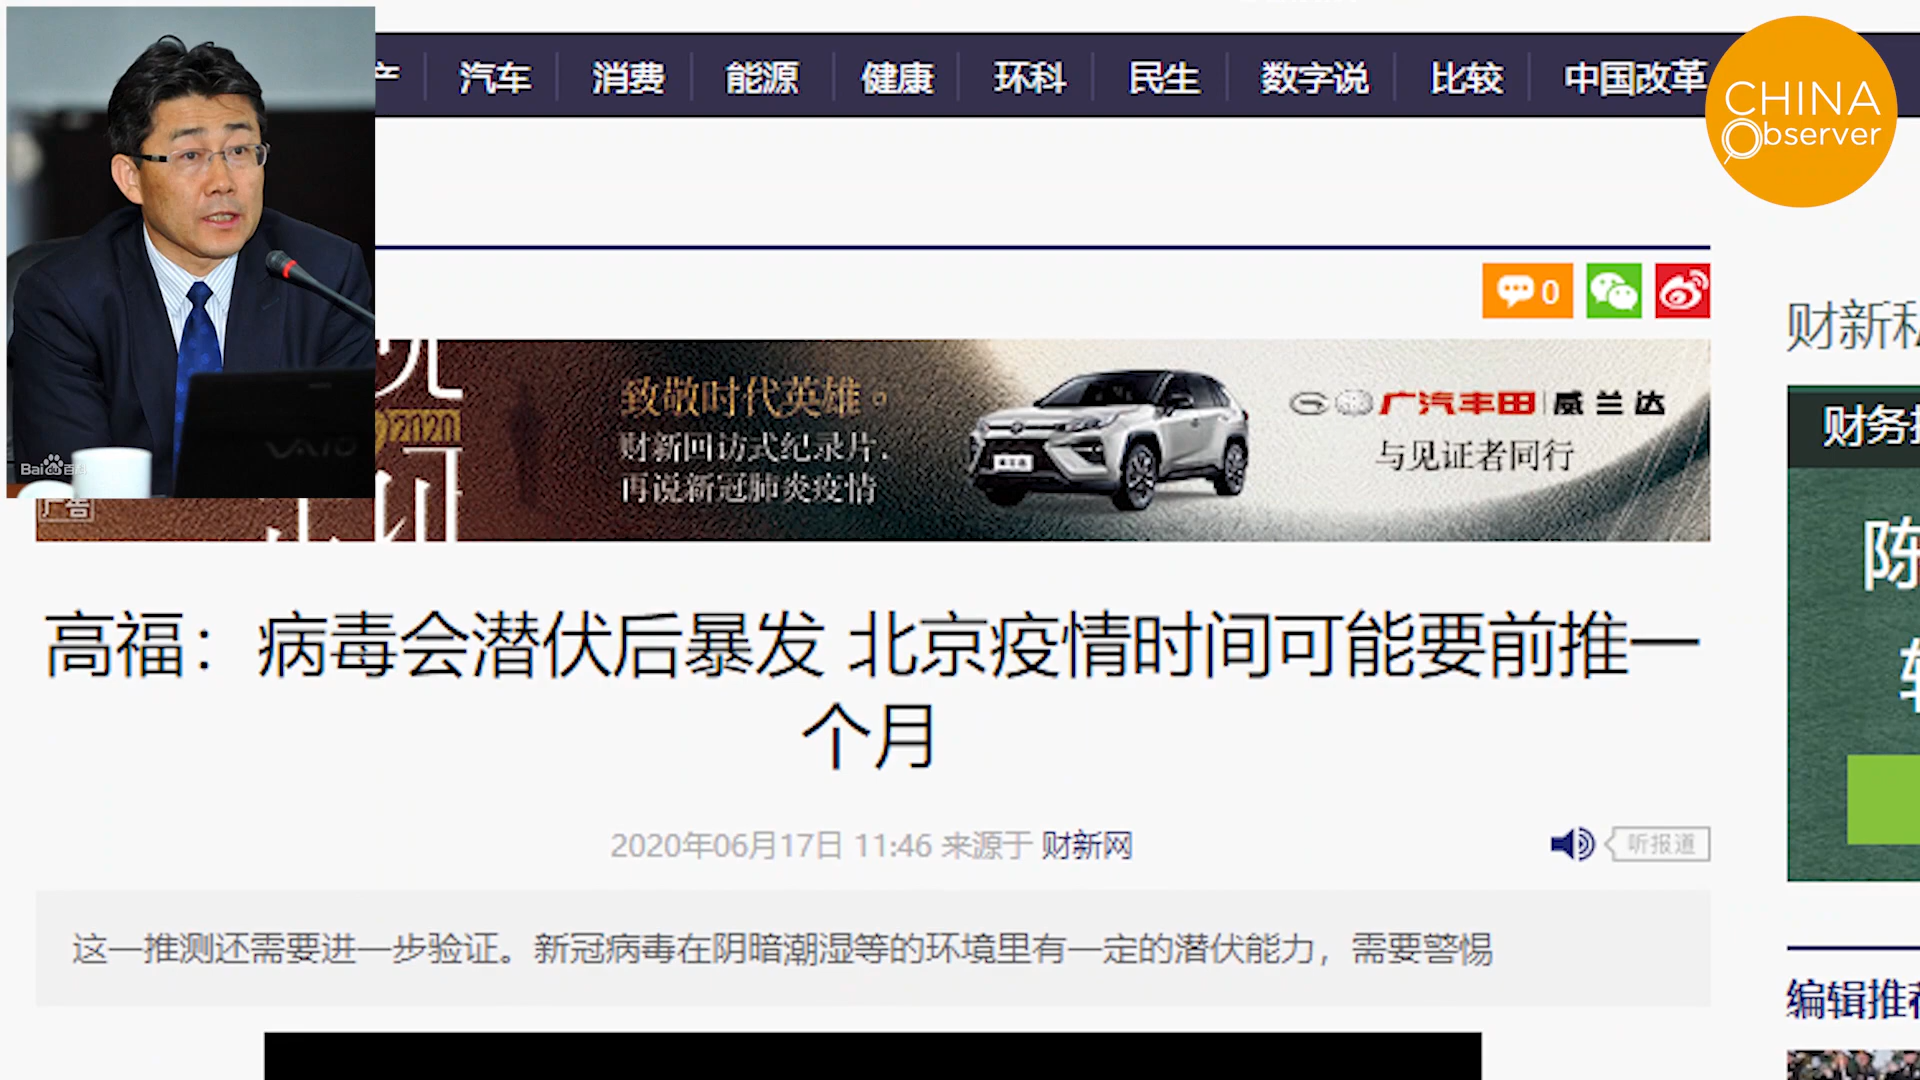 汽车 消费 能源 健康 环科 民生 数字说 比较 中国改革
CHINA
Observer
0
财新私
致敬时代英雄。
财新回访式纪录片，
再说新冠肺炎疫情
广汽丰田 威兰达
与见证者同行
VAIO
Bai 百科
广告
财务
陈
高福：病毒会潜伏后暴发 北京疫情时间可能要前推一
个月
2020年06月17日 11:46 来源于 财新网
听报道
这一推测还需要进一步验证。新冠病毒在阴暗潮湿等的环境里有一定的潜伏能力，需要警惕
编辑推荐